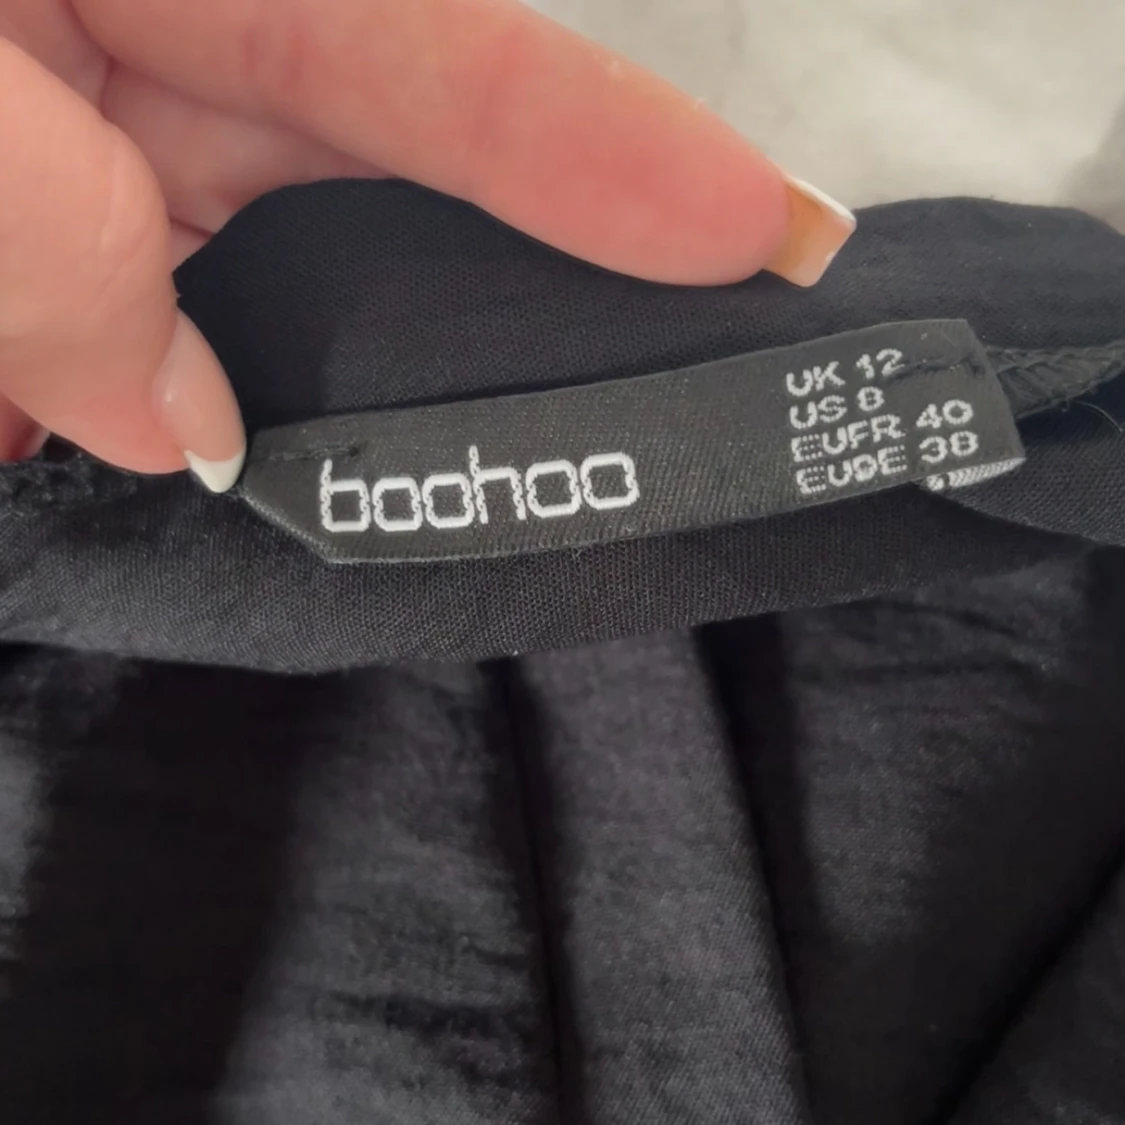 boohoo
UK 12
US 8
EUFR 40
EUDE 38